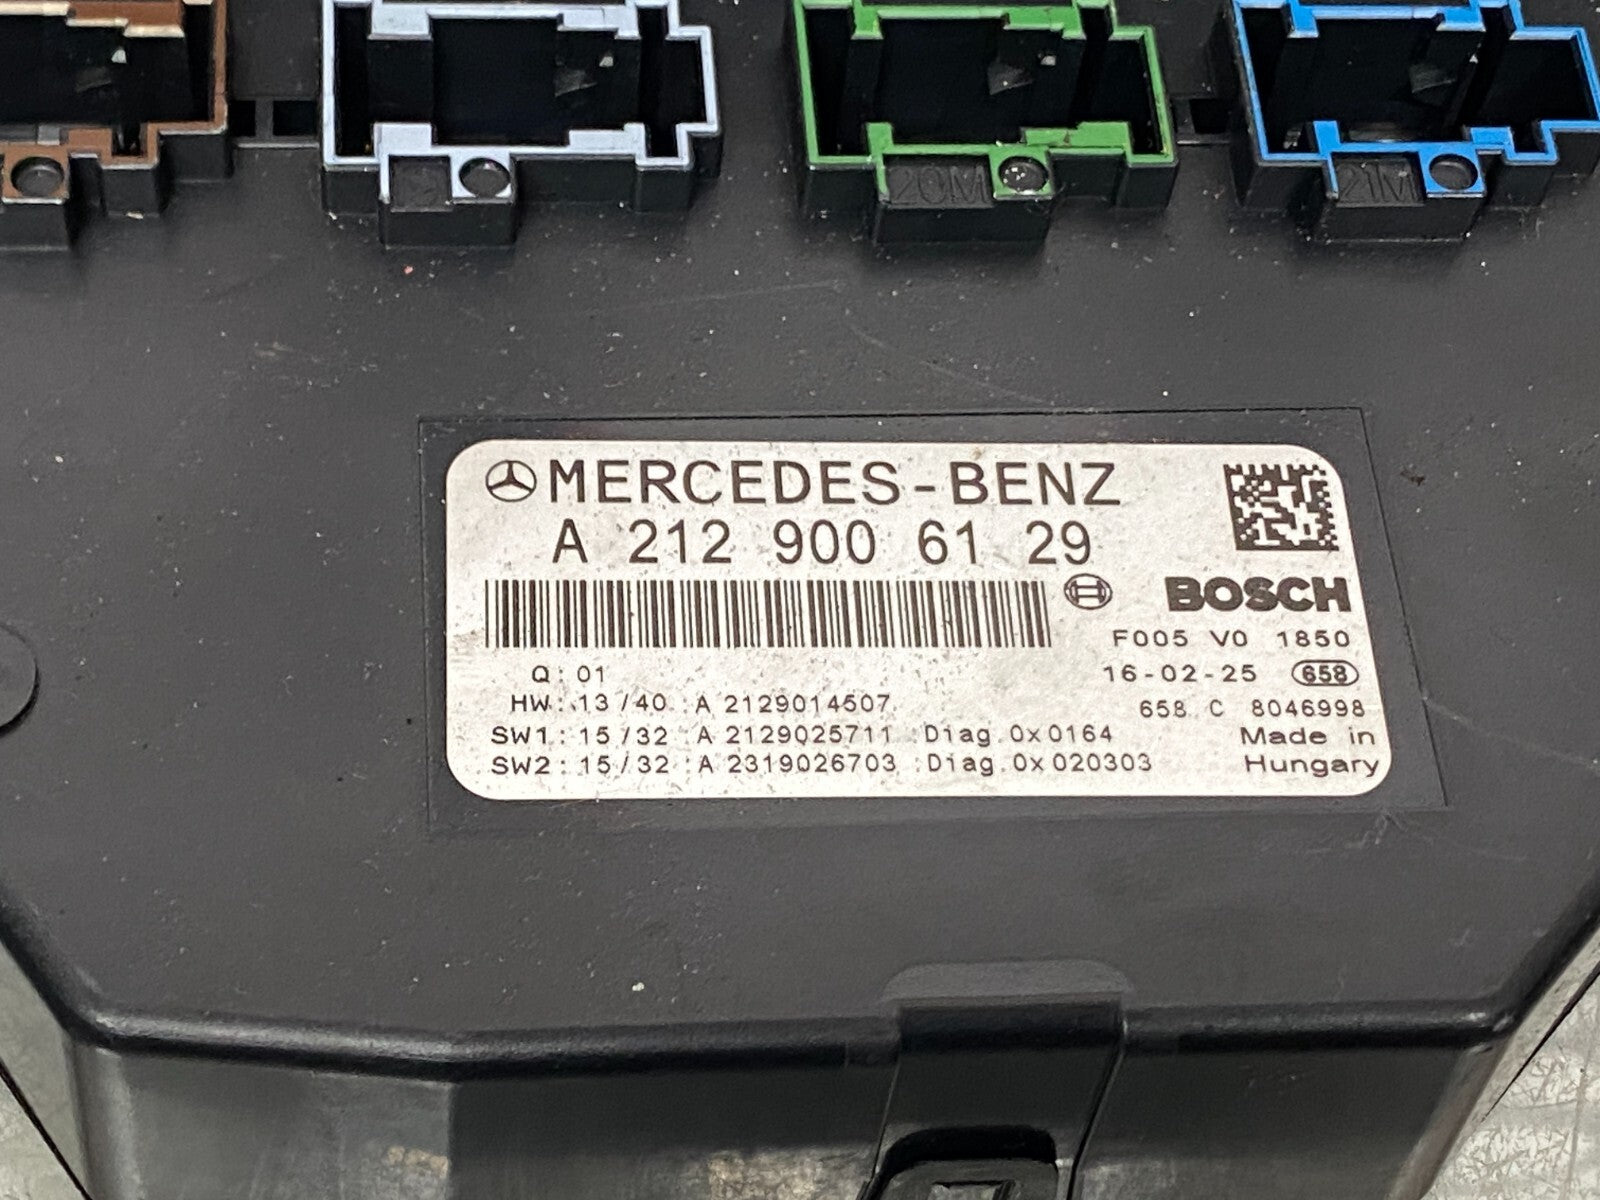 20M
21M
MERCEDES-BENZ
A 212 900 61 29
BOSCH
F005 V0 1850
Q: 01
16-02-25 658
HW: 13/40 :A 2129014507
658 C 8046998
SW1: 15/32 :A 2129025711 :Diag.0x0164
Made in
SW2: 15/32 :A 2319026703 :Diag.0x020303
Hungary